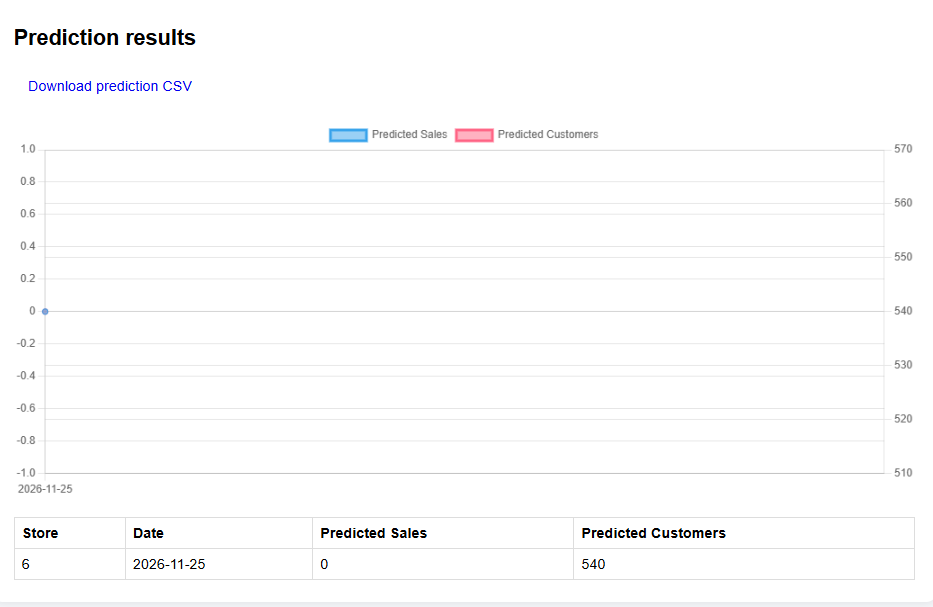 Prediction results
Download prediction CSV
Predicted Sales Predicted Customers
1.0 570
0.8
0.6 560
0.4
0.2 550
0 540
-0.2
-0.4 530
-0.6
-0.8 520
-1.0 510
2026-11-25
Store Date Predicted Sales Predicted Customers
6 2026-11-25 0 540